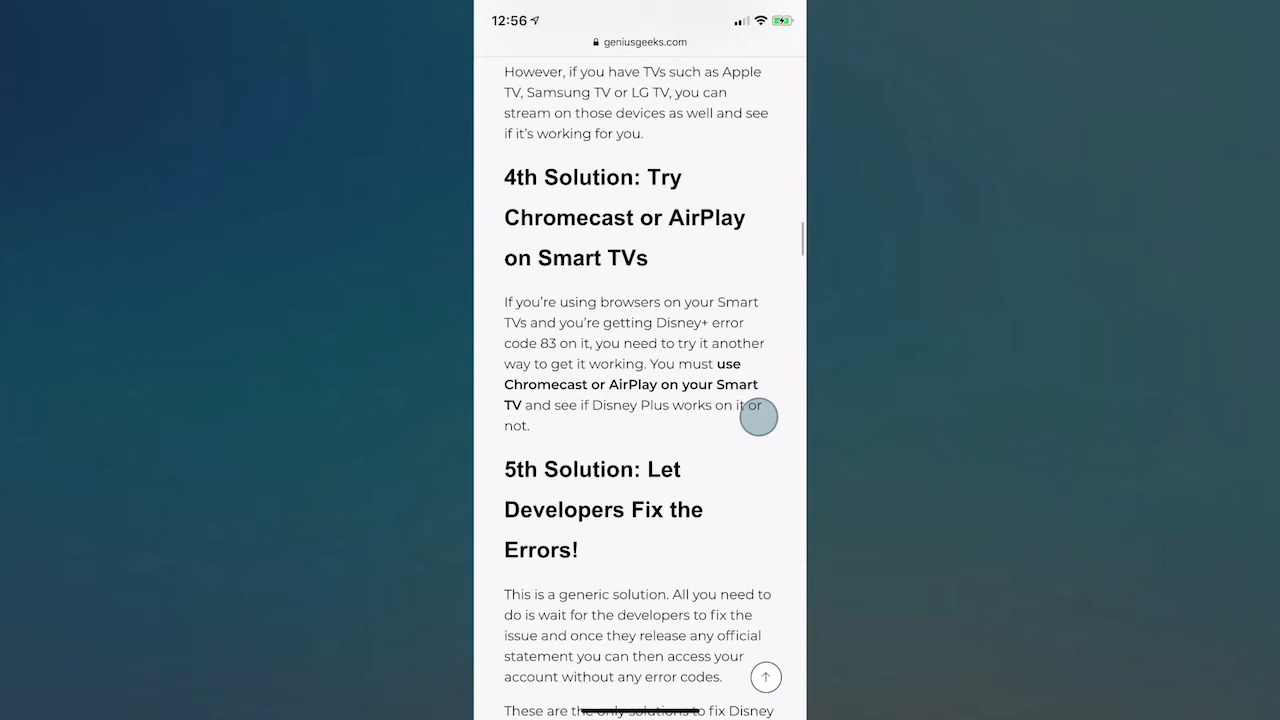 12:56
geniusgeeks.com
However, if you have TVs such as Apple
TV, Samsung TV or LG TV, you can
stream on those devices as well and see
if it's working for you.
4th Solution: Try
Chromecast or AirPlay
on Smart TVs
If you're using browsers on your Smart
TVs and you're getting Disney+ error
code 83 on it, you need to try it another
way to get it working. You must use
Chromecast or AirPlay on your Smart
TV and see if Disney Plus works on it or
not.
5th Solution: Let
Developers Fix the
Errors!
This is a generic solution. All you need to
do is wait for the developers to fix the
issue and once they release any official
statement you can then access your
account without any error codes.
These are the only solutions to fix Disney